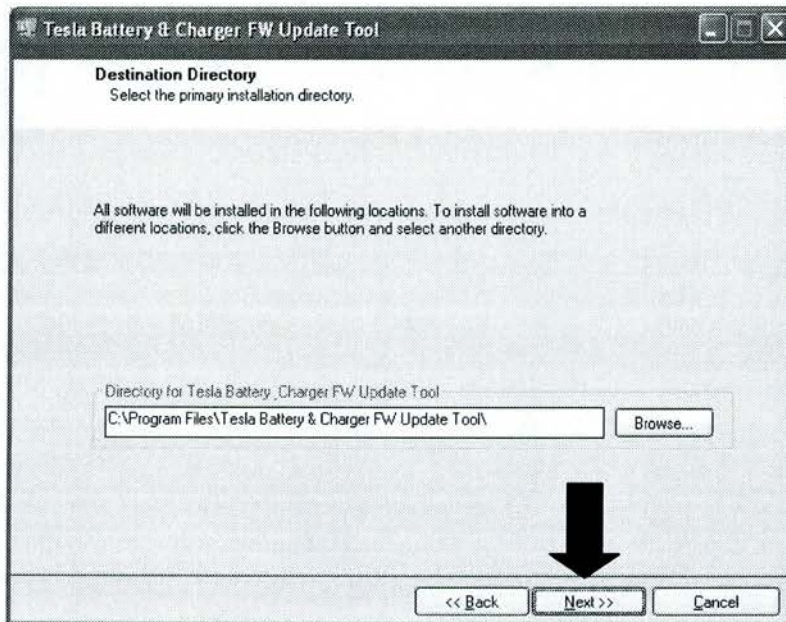 Tesla Battery & Charger FW Update Tool
Destination Directory
Select the primary installation directory.
All software will be installed in the following locations. To install software into a
different locations, click the Browse button and select another directory.
Directory for Tesla Battery_Charger FW Update Tool
C:\Program Files\Tesla Battery & Charger FW Update Tool\
Browse...
<< Back
Next >>
Cancel